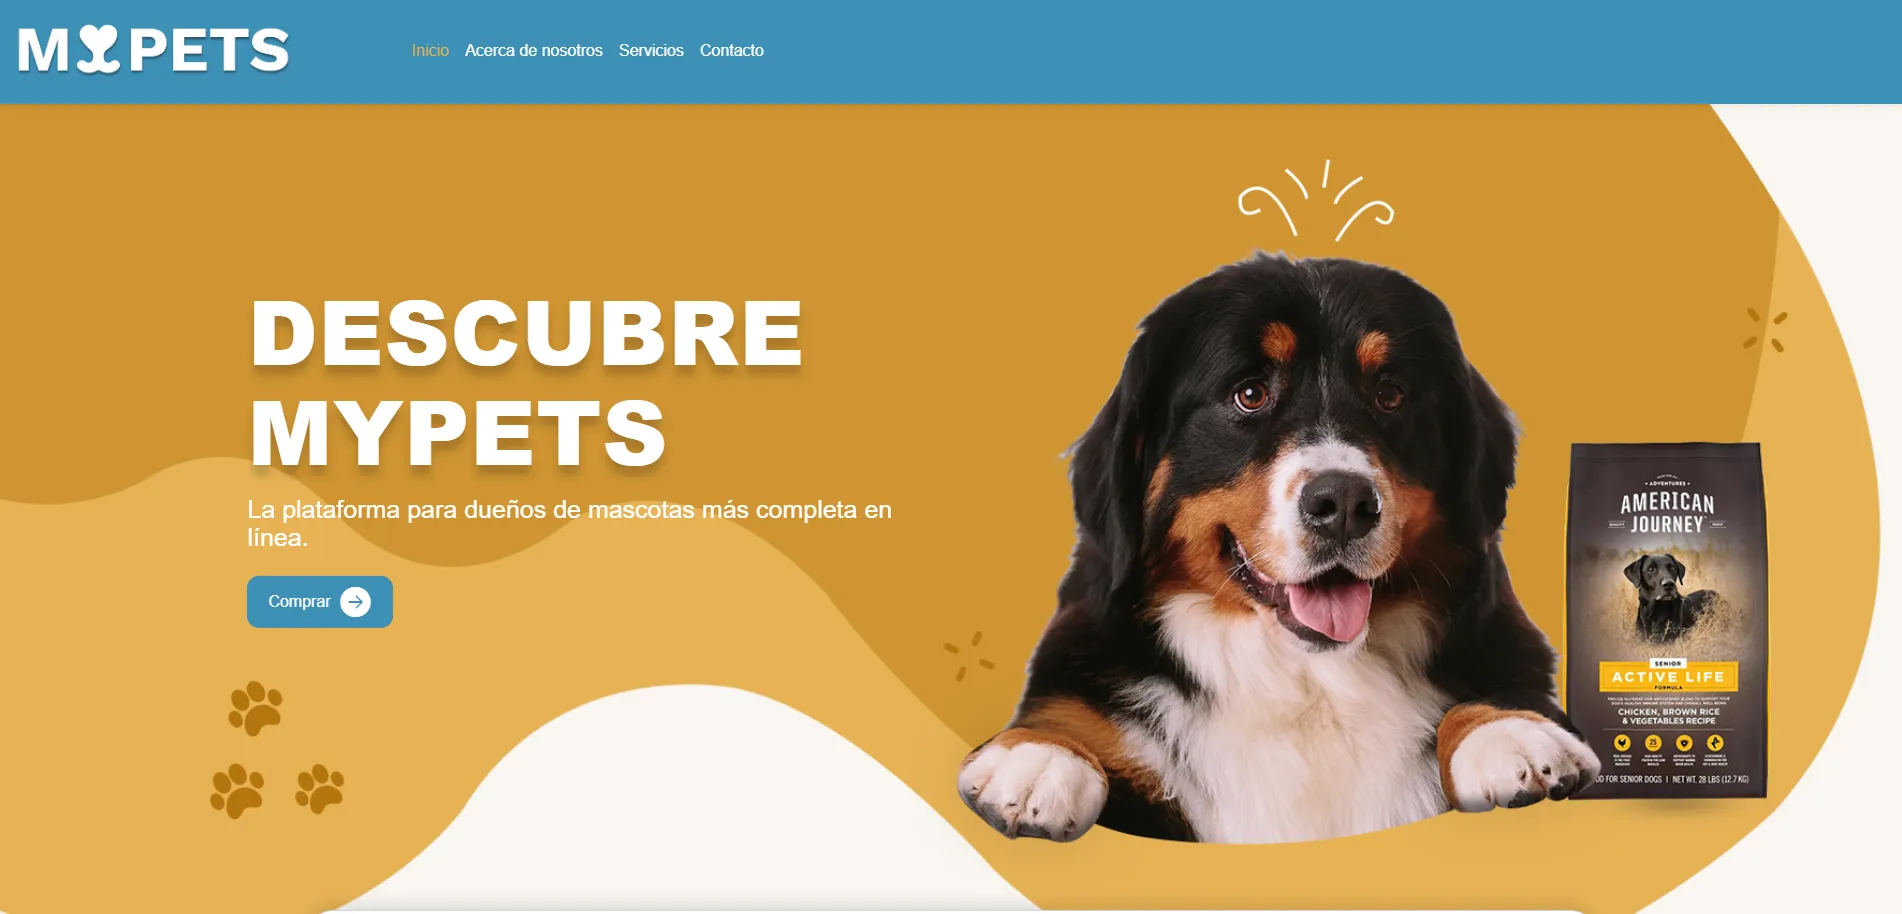 MYPETS
Inicio Acerca de nosotros Servicios Contacto
DESCUBRE
MYPETS
La plataforma para dueños de mascotas más completa en
línea.
Comprar
ADVENTURES
AMERICAN
JOURNEY
SENIOR
ACTIVE LIFE
FORMULA
CHICKEN, BROWN RICE
& VEGETABLES RECIPE
OD FOR SENIOR DOGS | NET WT. 28 LBS (12.7 KG)